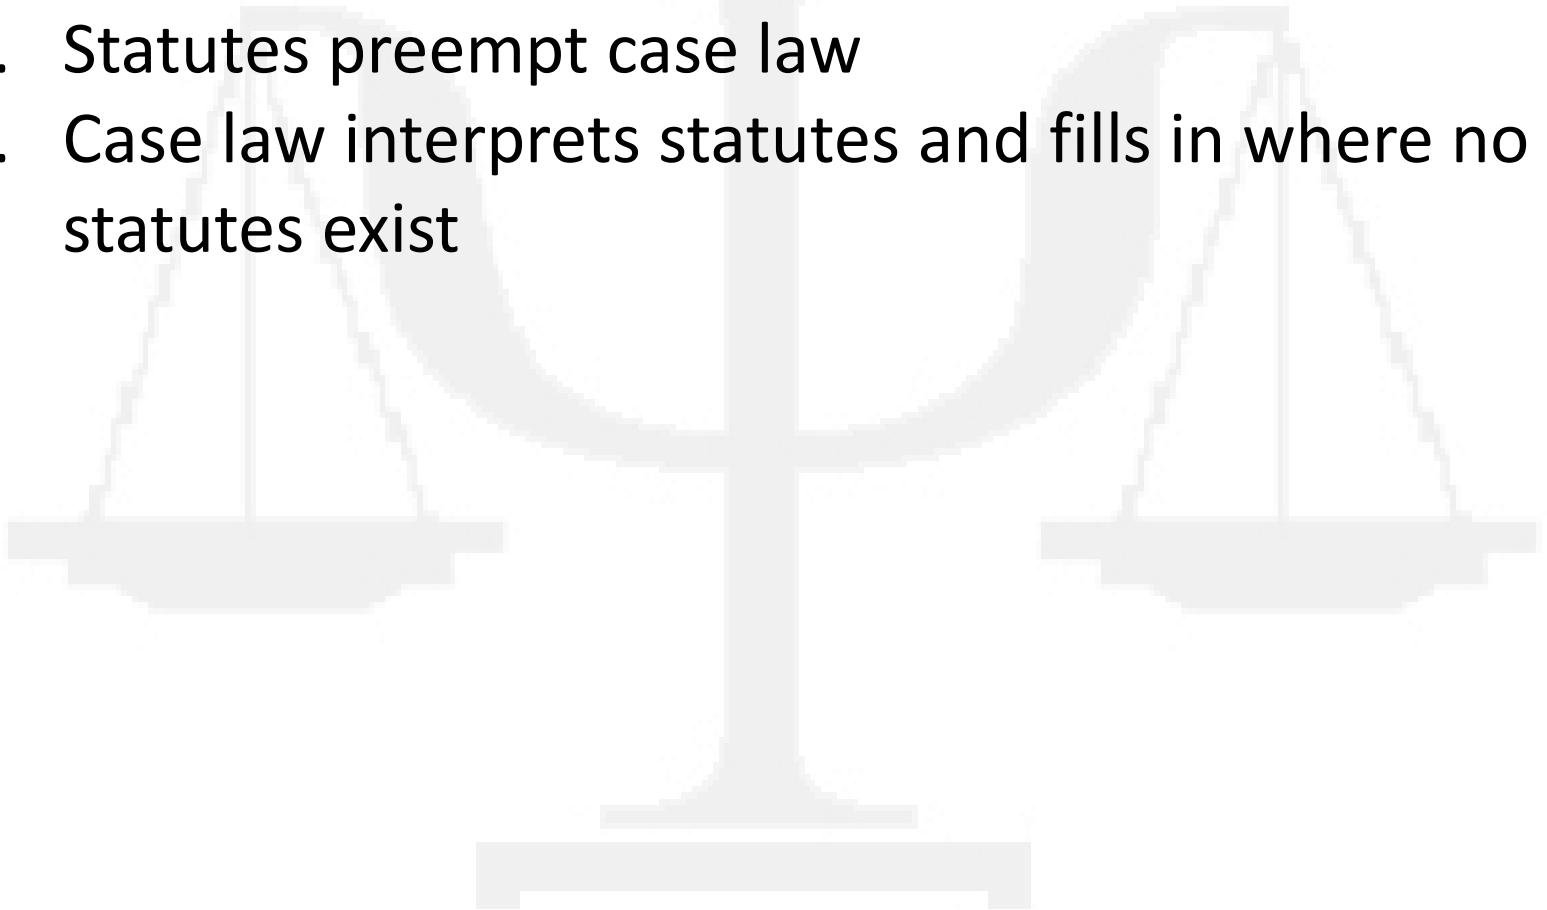 . Statutes preempt case law
. Case law interprets statutes and fills in where no
statutes exist